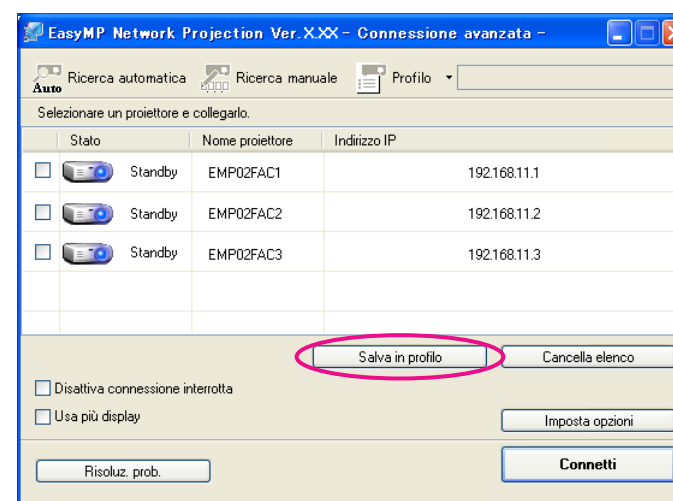 EasyMP Network Projection Ver.X.XX – Connessione avanzata –
Auto Ricerca automatica Ricerca manuale Profilo
Selezionare un proiettore e collegarlo.
Stato Nome proiettore Indirizzo IP
Standby EMP02FAC1 192.168.11.1
Standby EMP02FAC2 192.168.11.2
Standby EMP02FAC3 192.168.11.3
Salva in profilo Cancella elenco
Disattiva connessione interrotta
Usa più display
Imposta opzioni
Risoluz. prob. Connetti